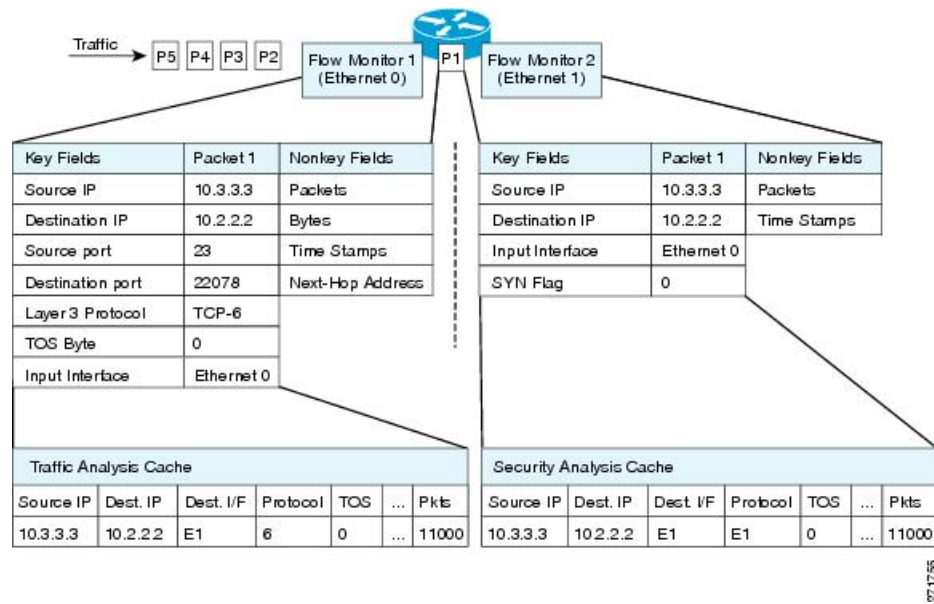 Traffic
P5 P4 P3 P2
Flow Monitor 1
(Ethernet 0)
P1
Flow Monitor 2
(Ethernet 1)
Key Fields Packet 1 Nonkey Fields
Source IP 10.3.3.3 Packets
Destination IP 10.2.2.2 Bytes
Source port 23 Time Stamps
Destination port 22078 Next-Hop Address
Layer 3 Protocol TCP-6
TOS Byte 0
Input Interface Ethernet 0
Key Fields Packet 1 Nonkey Fields
Source IP 10.3.3.3 Packets
Destination IP 10.2.2.2 Time Stamps
Input Interface Ethernet 0
SYN Flag 0
Traffic Analysis Cache
Source IP Dest. IP Dest. I/F Protocol TOS ... Pkts
10.3.3.3 10.2.2.2 E1 6 0 ... 11000
Security Analysis Cache
Source IP Dest. IP Dest. I/F Protocol TOS ... Pkts
10.3.3.3 10.2.2.2 E1 E1 0 ... 11000
271755